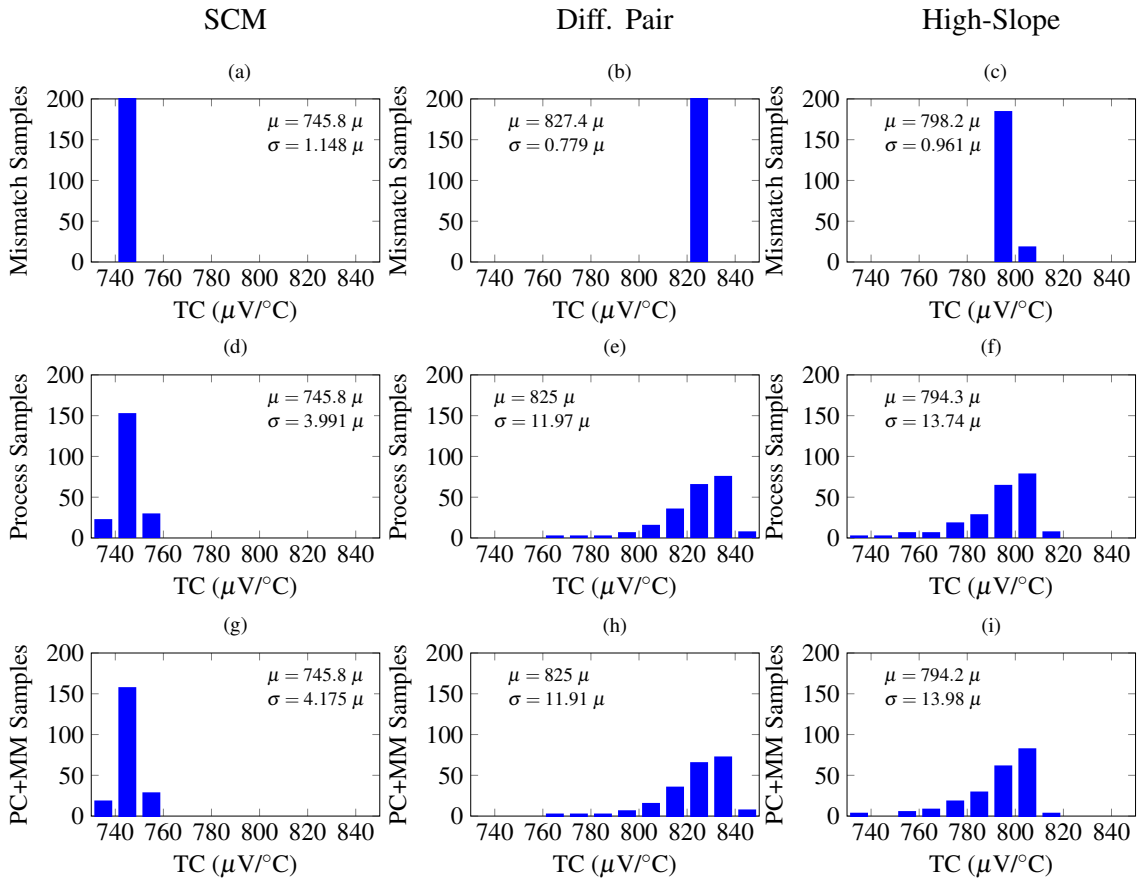 SCM Diff. Pair High-Slope
(a) (b) (c)
Mismatch Samples
200
150
100
50
0
μ = 745.8 μ
σ = 1.148 μ
740 760 780 800 820 840
TC (μV/°C)
Mismatch Samples
200
150
100
50
0
μ = 827.4 μ
σ = 0.779 μ
740 760 780 800 820 840
TC (μV/°C)
Mismatch Samples
200
150
100
50
0
μ = 798.2 μ
σ = 0.961 μ
740 760 780 800 820 840
TC (μV/°C)
(d) (e) (f)
Process Samples
200
150
100
50
0
μ = 745.8 μ
σ = 3.991 μ
740 760 780 800 820 840
TC (μV/°C)
Process Samples
200
150
100
50
0
μ = 825 μ
σ = 11.97 μ
740 760 780 800 820 840
TC (μV/°C)
Process Samples
200
150
100
50
0
μ = 794.3 μ
σ = 13.74 μ
740 760 780 800 820 840
TC (μV/°C)
(g) (h) (i)
PC+MM Samples
200
150
100
50
0
μ = 745.8 μ
σ = 4.175 μ
740 760 780 800 820 840
TC (μV/°C)
PC+MM Samples
200
150
100
50
0
μ = 825 μ
σ = 11.91 μ
740 760 780 800 820 840
TC (μV/°C)
PC+MM Samples
200
150
100
50
0
μ = 794.2 μ
σ = 13.98 μ
740 760 780 800 820 840
TC (μV/°C)